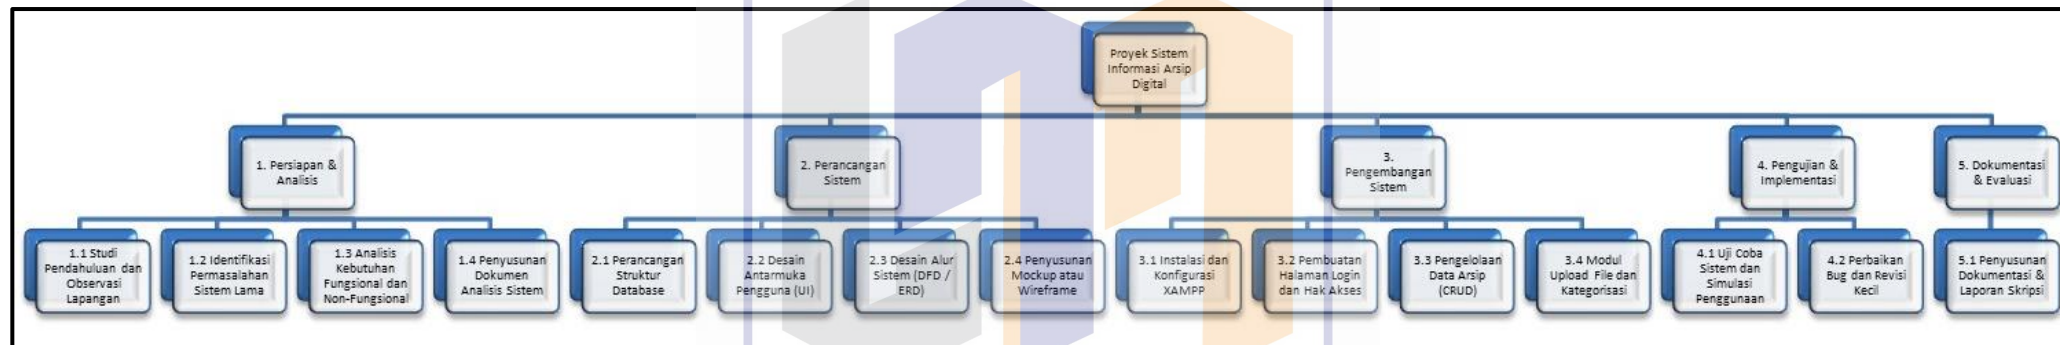 Proyek Sistem
Informasi Arsip
Digital
1. Persiapan &
Analisis
2. Perancangan
Sistem
3.
Pengembangan
Sistem
4. Pengujian &
Implementasi
5. Dokumentasi
& Evaluasi
1.1 Studi
Pendahuluan dan
Observasi
Lapangan
1.2 Identifikasi
Permasalahan
Sistem Lama
1.3 Analisis
Kebutuhan
Fungsional dan
Non-Fungsional
1.4 Penyusunan
Dokumen
Analisis Sistem
2.1 Perancangan
Struktur
Database
2.2 Desain
Antarmuka
Pengguna (UI)
2.3 Desain Alur
Sistem (DFD /
ERD)
2.4 Penyusunan
Mockup atau
Wireframe
3.1 Instalasi dan
Konfigurasi
XAMPP
3.2 Pembuatan
Halaman Login
dan Hak Akses
3.3 Pengelolaan
Data Arsip
(CRUD)
3.4 Modul
Upload File dan
Kategorisasi
4.1 Uji Coba
Sistem dan
Simulasi
Penggunaan
4.2 Perbaikan
Bug dan Revisi
Kecil
5.1 Penyusunan
Dokumentasi &
Laporan Skripsi